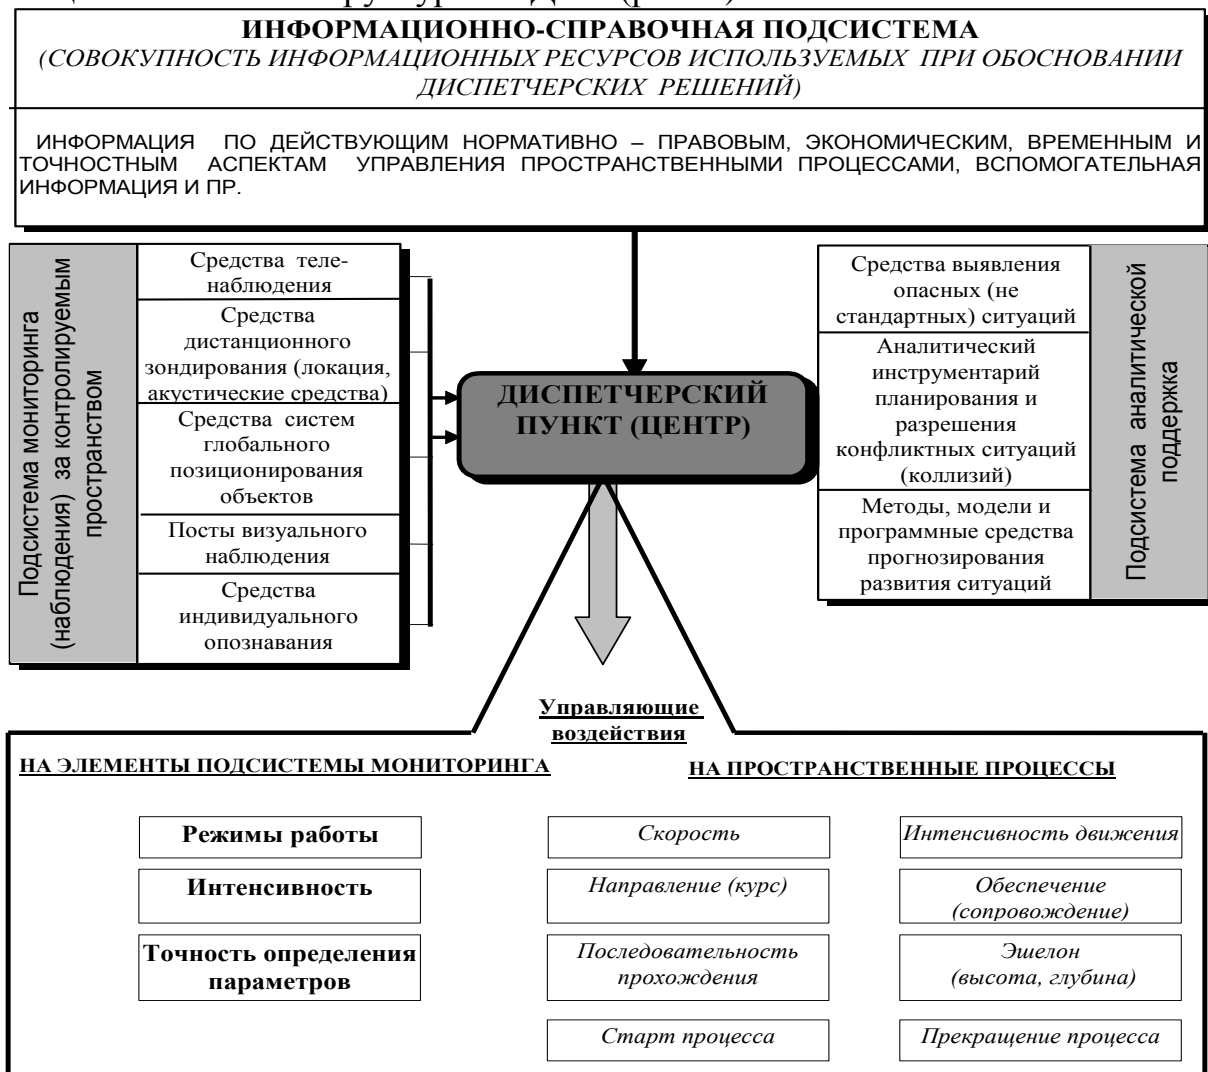 ИНФОРМАЦИОННО-СПРАВОЧНАЯ ПОДСИСТЕМА
(СОВОКУПНОСТЬ ИНФОРМАЦИОННЫХ РЕСУРСОВ ИСПОЛЬЗУЕМЫХ ПРИ ОБОСНОВАНИИ
ДИСПЕТЧЕРСКИХ РЕШЕНИЙ)
ИНФОРМАЦИЯ ПО ДЕЙСТВУЮЩИМ НОРМАТИВНО – ПРАВОВЫМ, ЭКОНОМИЧЕСКИМ, ВРЕМЕННЫМ И
ТОЧНОСТНЫМ АСПЕКТАМ УПРАВЛЕНИЯ ПРОСТРАНСТВЕННЫМИ ПРОЦЕССАМИ, ВСПОМОГАТЕЛЬНАЯ
ИНФОРМАЦИЯ И ПР.
Подсистема мониторинга
(наблюдения) за контролируемым
пространством
Средства теле-
наблюдения
Средства
дистанционного
зондирования (локация,
акустические средства)
Средства систем
глобального
позиционирования
объектов
Посты визуального
наблюдения
Средства
индивидуального
опознавания
ДИСПЕТЧЕРСКИЙ
ПУНКТ (ЦЕНТР)
Средства выявления
опасных (не
стандартных) ситуаций
Аналитический
инструментарий
планирования и
разрешения
конфликтных ситуаций
(коллизий)
Методы, модели и
программные средства
прогнозирования
развития ситуаций
Подсистема аналитической
поддержка
Управляющие
воздействия
НА ЭЛЕМЕНТЫ ПОДСИСТЕМЫ МОНИТОРИНГА
НА ПРОСТРАНСТВЕННЫЕ ПРОЦЕССЫ
Режимы работы
Интенсивность
Точность определения
параметров
Скорость
Направление (курс)
Последовательность
прохождения
Старт процесса
Интенсивность движения
Обеспечение
(сопровождение)
Эшелон
(высота, глубина)
Прекращение процесса